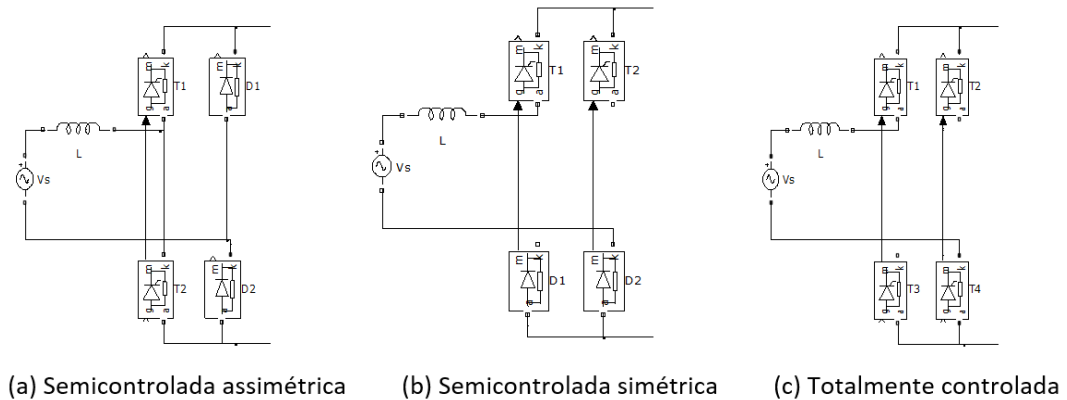 m k
g a
T1
m k
a
D1
L
+
Vs
m k
g a
T2
m k
a
D2
m k
g a
T1
m k
g a
T2
L
+
Vs
m k
a
D1
m k
a
D2
m k
g a
T1
m k
g a
T2
L
+
Vs
m k
g a
T3
m k
g a
T4
(a) Semicontrolada assimétrica
(b) Semicontrolada simétrica
(c) Totalmente controlada